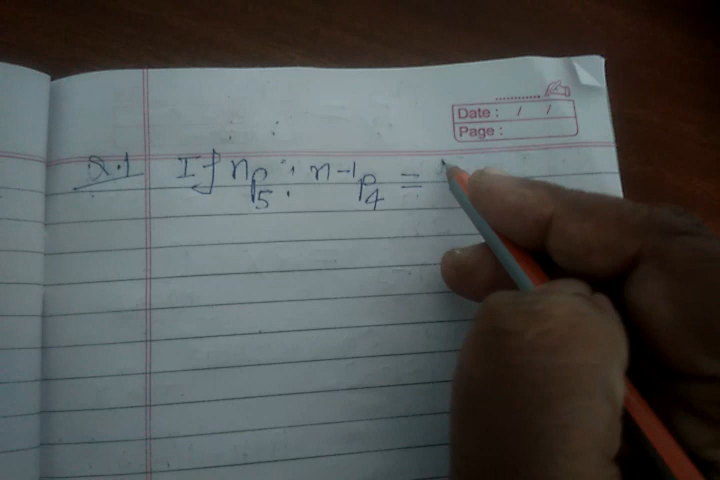 Date : / /
Page :
Q.1 If nP5 : n-1P4 =